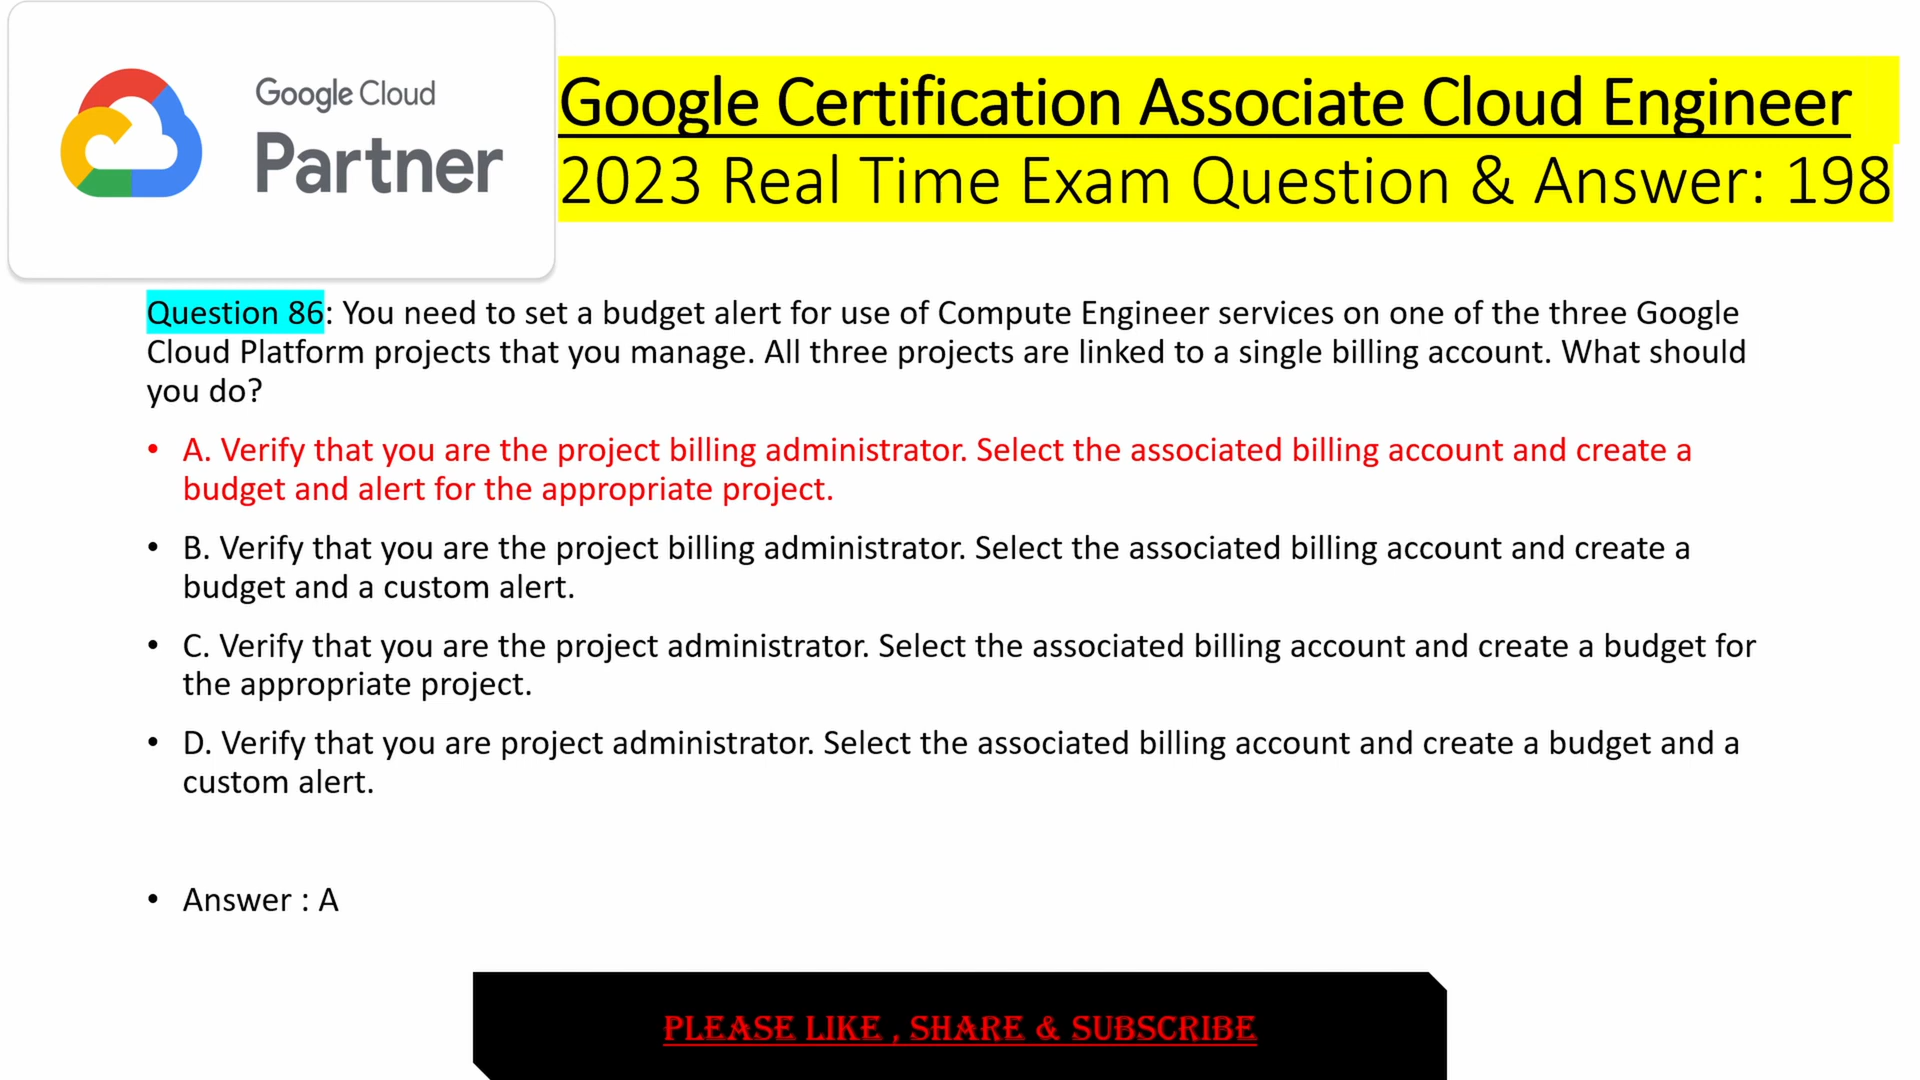 Google Cloud
Partner
Google Certification Associate Cloud Engineer
2023 Real Time Exam Question & Answer: 198
Question 86: You need to set a budget alert for use of Compute Engineer services on one of the three Google
Cloud Platform projects that you manage. All three projects are linked to a single billing account. What should
you do?
• A. Verify that you are the project billing administrator. Select the associated billing account and create a
budget and alert for the appropriate project.
• B. Verify that you are the project billing administrator. Select the associated billing account and create a
budget and a custom alert.
• C. Verify that you are the project administrator. Select the associated billing account and create a budget for
the appropriate project.
• D. Verify that you are project administrator. Select the associated billing account and create a budget and a
custom alert.
• Answer : A
PLEASE LIKE , SHARE & SUBSCRIBE